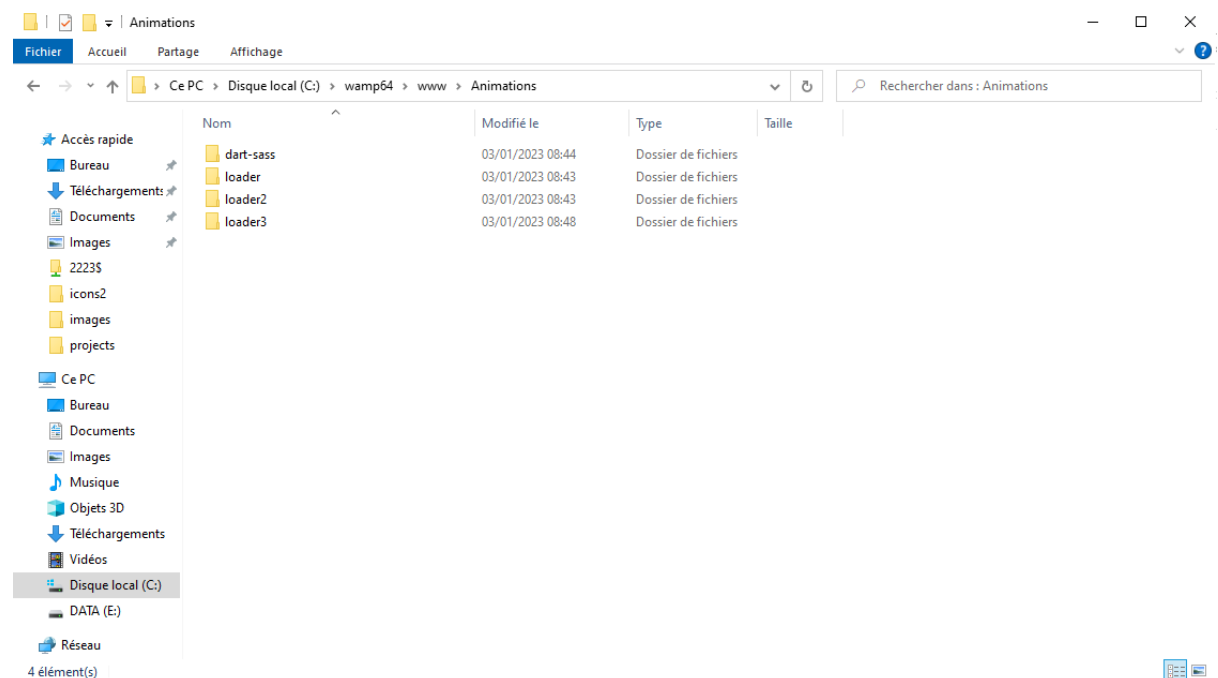 Animations
Fichier Accueil Partage Affichage
Ce PC > Disque local (C:) > wamp64 > www > Animations
Rechercher dans : Animations
Nom Modifié le Type Taille
dart-sass 03/01/2023 08:44 Dossier de fichiers
loader 03/01/2023 08:43 Dossier de fichiers
loader2 03/01/2023 08:43 Dossier de fichiers
loader3 03/01/2023 08:48 Dossier de fichiers
Accès rapide
Bureau
Téléchargements
Documents
Images
2223$
icons2
images
projects
Ce PC
Bureau
Documents
Images
Musique
Objets 3D
Téléchargements
Vidéos
Disque local (C:)
DATA (E:)
Réseau
4 élément(s)